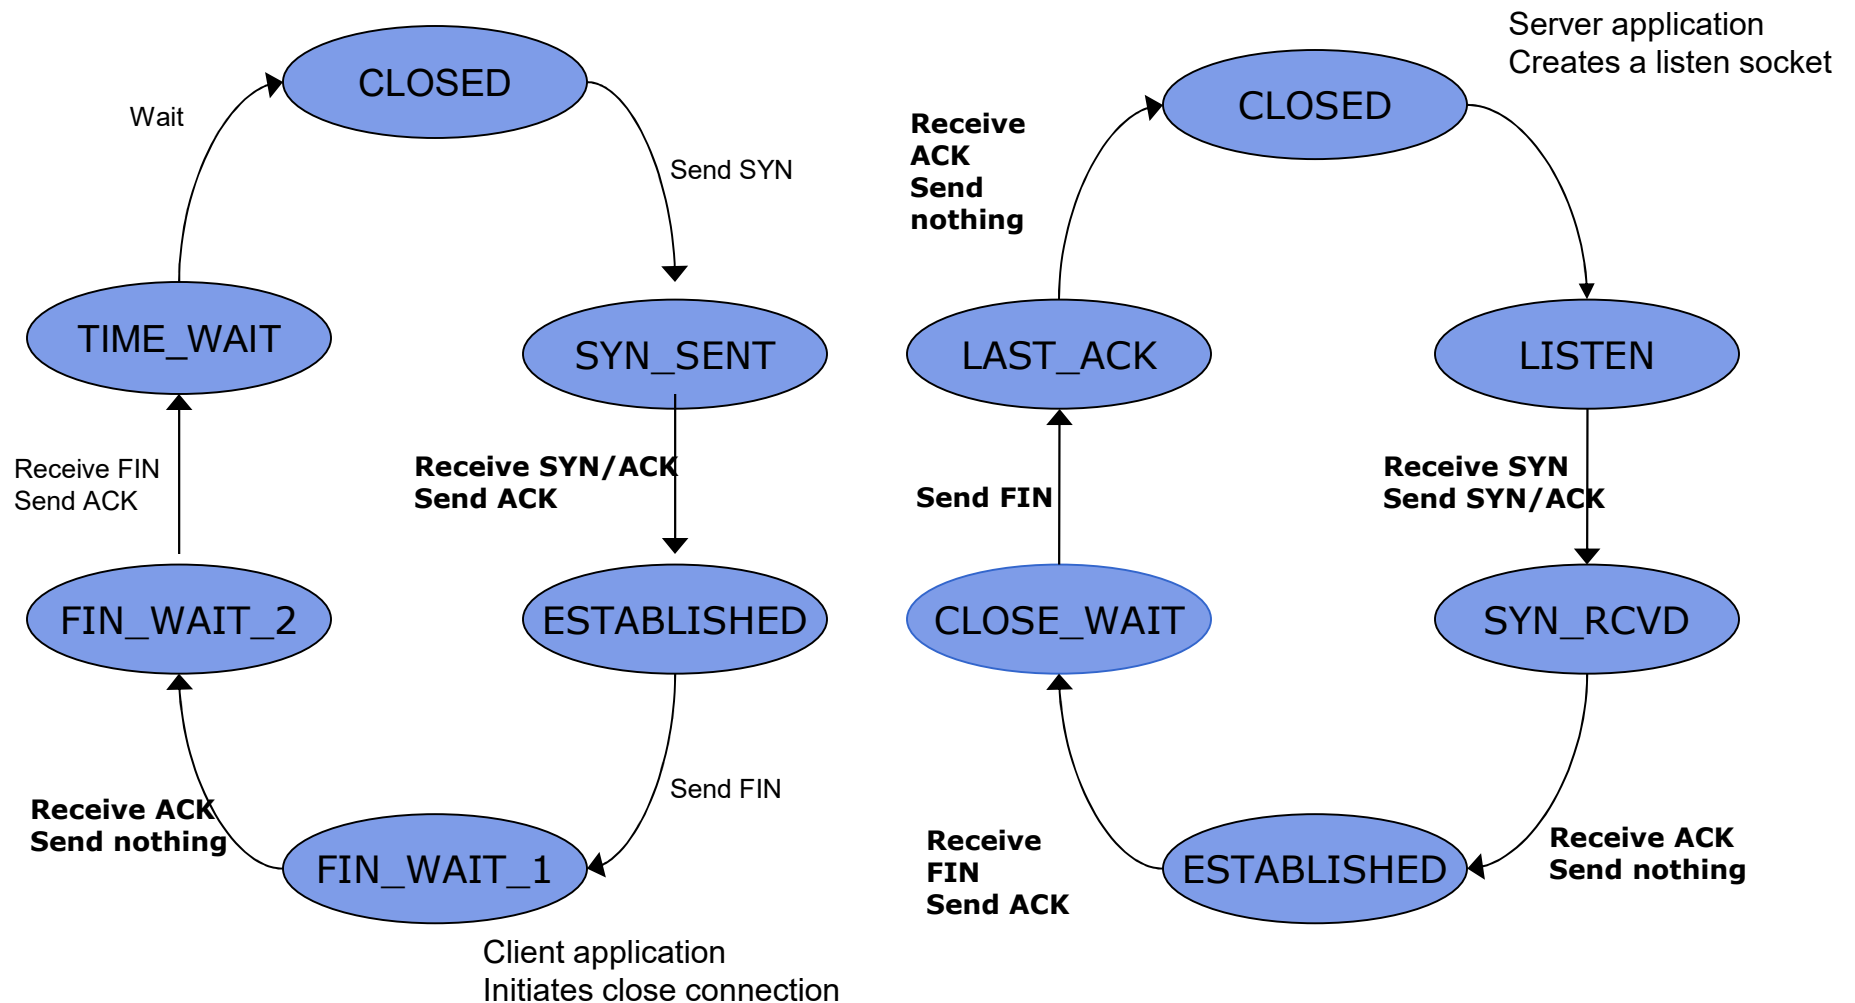 CLOSED
Wait
Send SYN
TIME_WAIT
SYN_SENT
Receive FIN
Send ACK
Receive SYN/ACK
Send ACK
FIN_WAIT_2
ESTABLISHED
Receive ACK
Send nothing
Send FIN
FIN_WAIT_1
Client application
Initiates close connection
Server application
Creates a listen socket
CLOSED
Receive
ACK
Send
nothing
LAST_ACK
LISTEN
Send FIN
Receive SYN
Send SYN/ACK
CLOSE_WAIT
SYN_RCVD
Receive
FIN
Send ACK
ESTABLISHED
Receive ACK
Send nothing